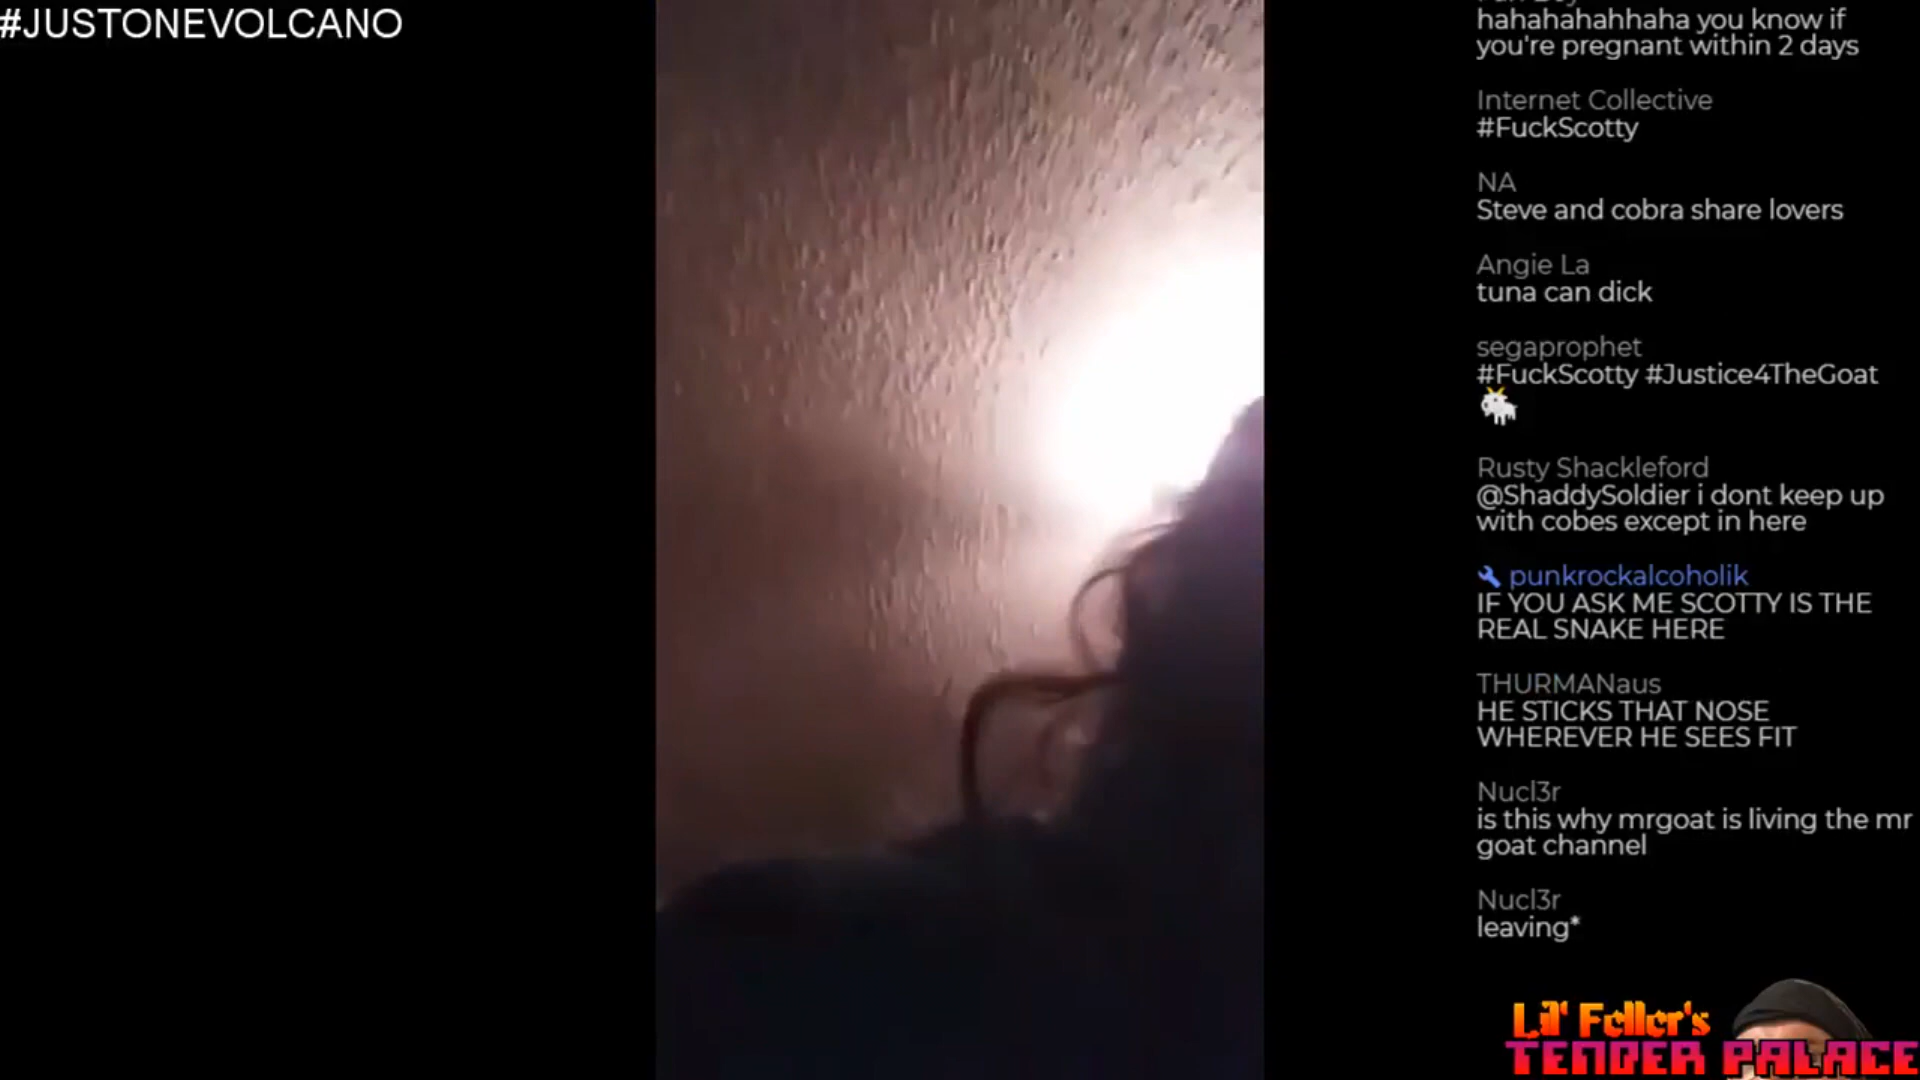 #JUSTONEVOLCANO
hahahahahhaha you know if
you're pregnant within 2 days
Internet Collective
#FuckScotty
NA
Steve and cobra share lovers
Angie La
tuna can dick
segaprophet
#FuckScotty #Justice4TheGoat
Rusty Shackleford
@ShaddySoldier i dont keep up
with cobes except in here
punkrockalcoholik
IF YOU ASK ME SCOTTY IS THE
REAL SNAKE HERE
THURMANaus
HE STICKS THAT NOSE
WHEREVER HE SEES FIT
Nucl3r
is this why mrgoat is living the mr
goat channel
Nucl3r
leaving*
Lil' Feller's
TENDER PALACE